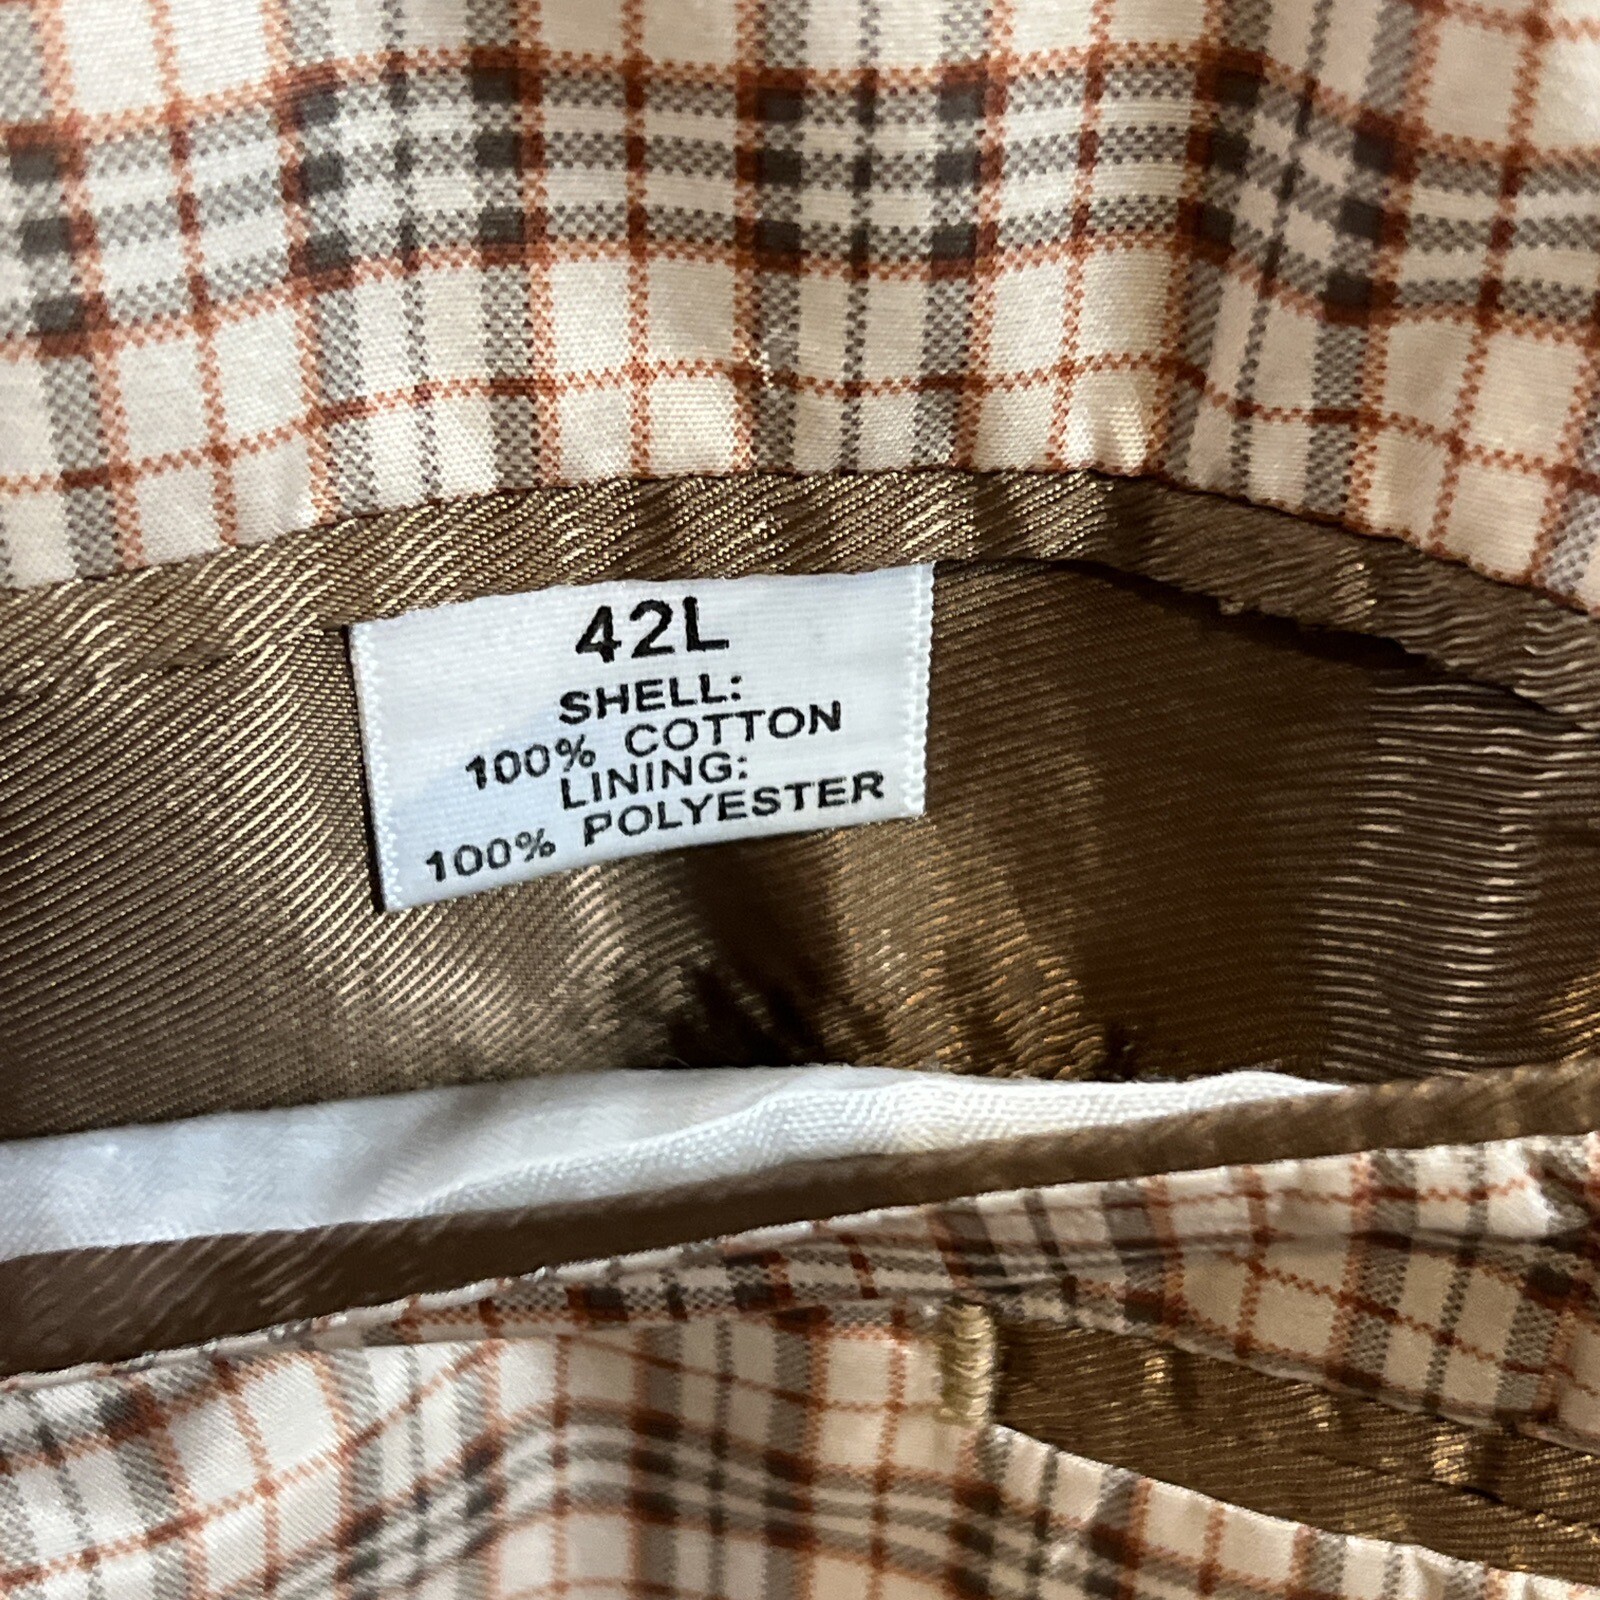 42L
SHELL:
100% COTTON
LINING:
100% POLYESTER